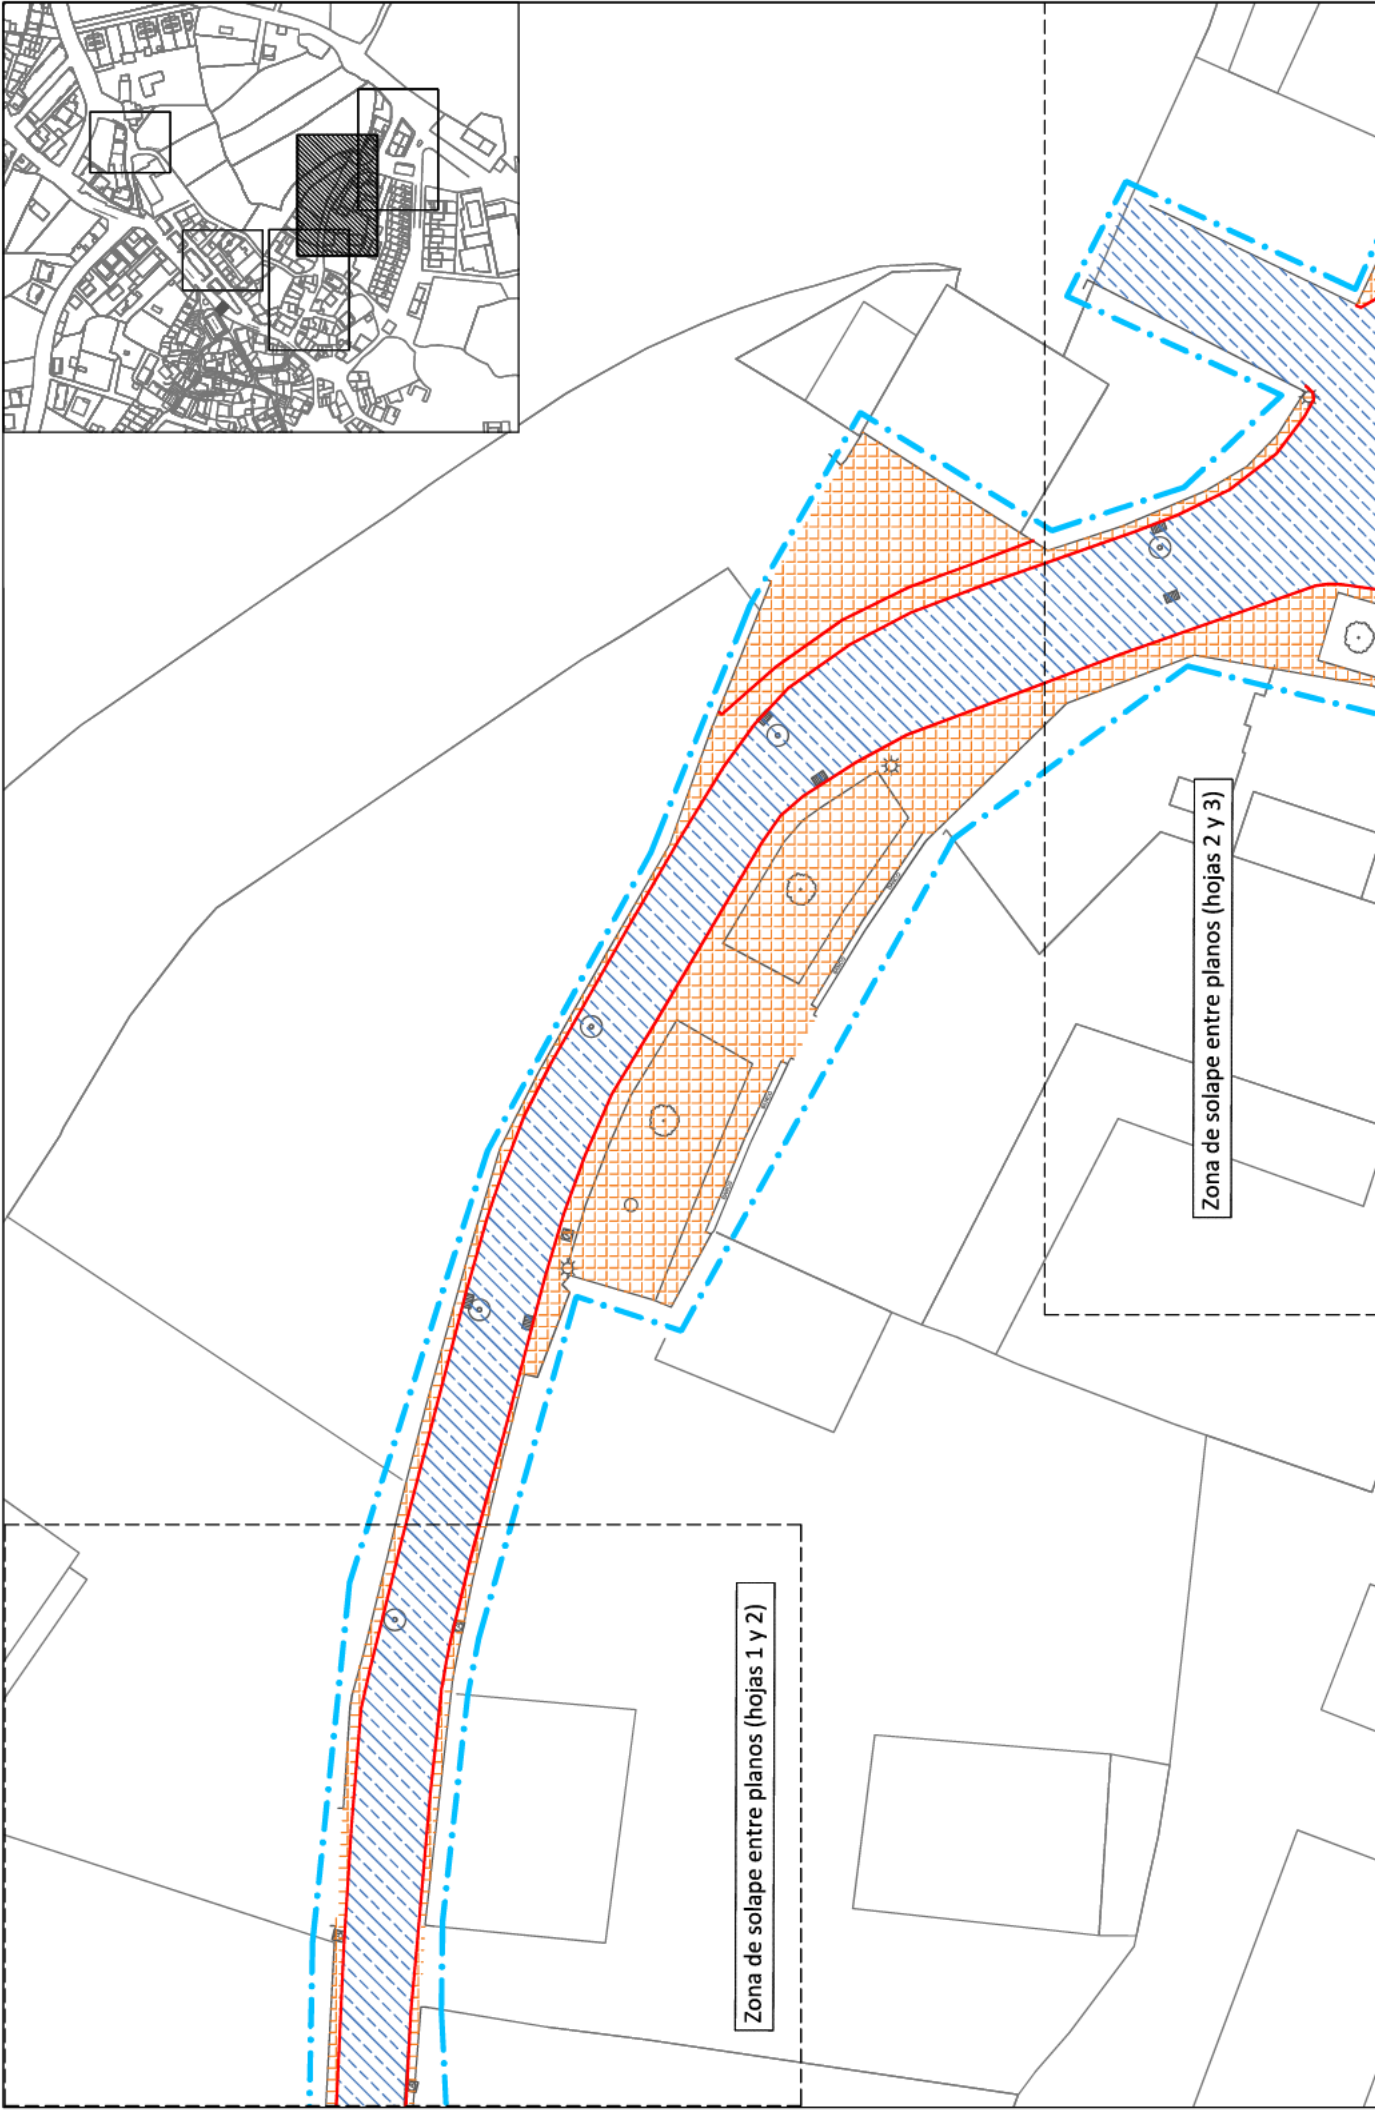 Zona de solape entre planos (hojas 1 y 2)
Zona de solape entre planos (hojas 2 y 3)